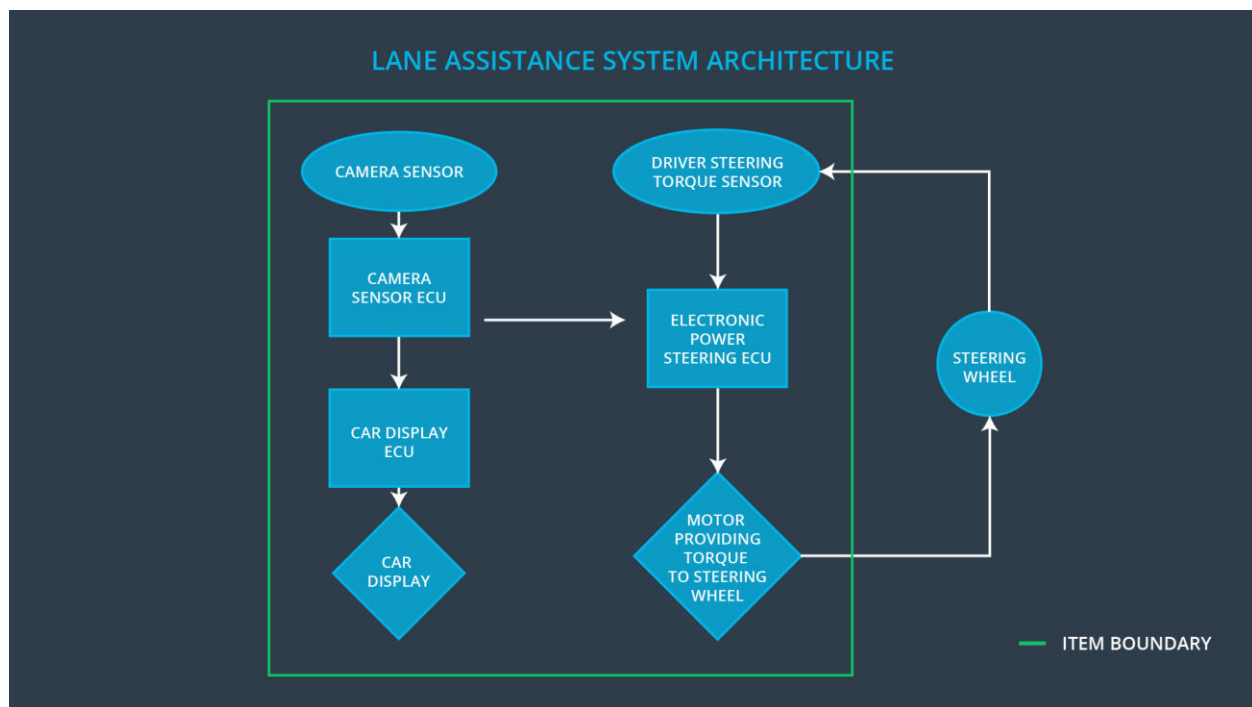 LANE ASSISTANCE SYSTEM ARCHITECTURE
CAMERA SENSOR
DRIVER STEERING
TORQUE SENSOR
CAMERA
SENSOR ECU
ELECTRONIC
POWER
STEERING ECU
STEERING
WHEEL
CAR DISPLAY
ECU
CAR
DISPLAY
MOTOR
PROVIDING
TORQUE
TO STEERING
WHEEL
ITEM BOUNDARY